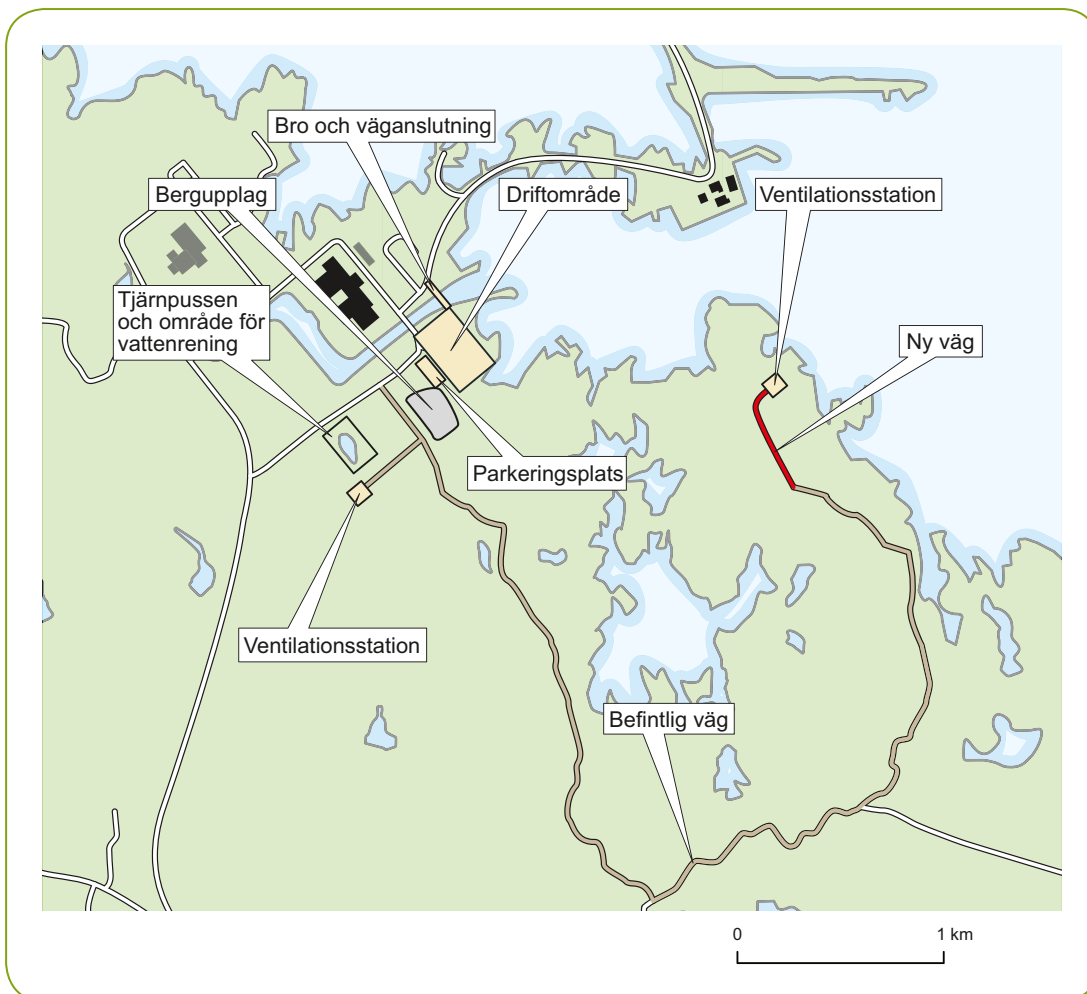 Bro och väganslutning
Bergupplag
Driftområde
Ventilationsstation
Tjärnpussen
och område för
vattenrening
Ny väg
Parkeringsplats
Ventilationsstation
Befintlig väg
0 1 km